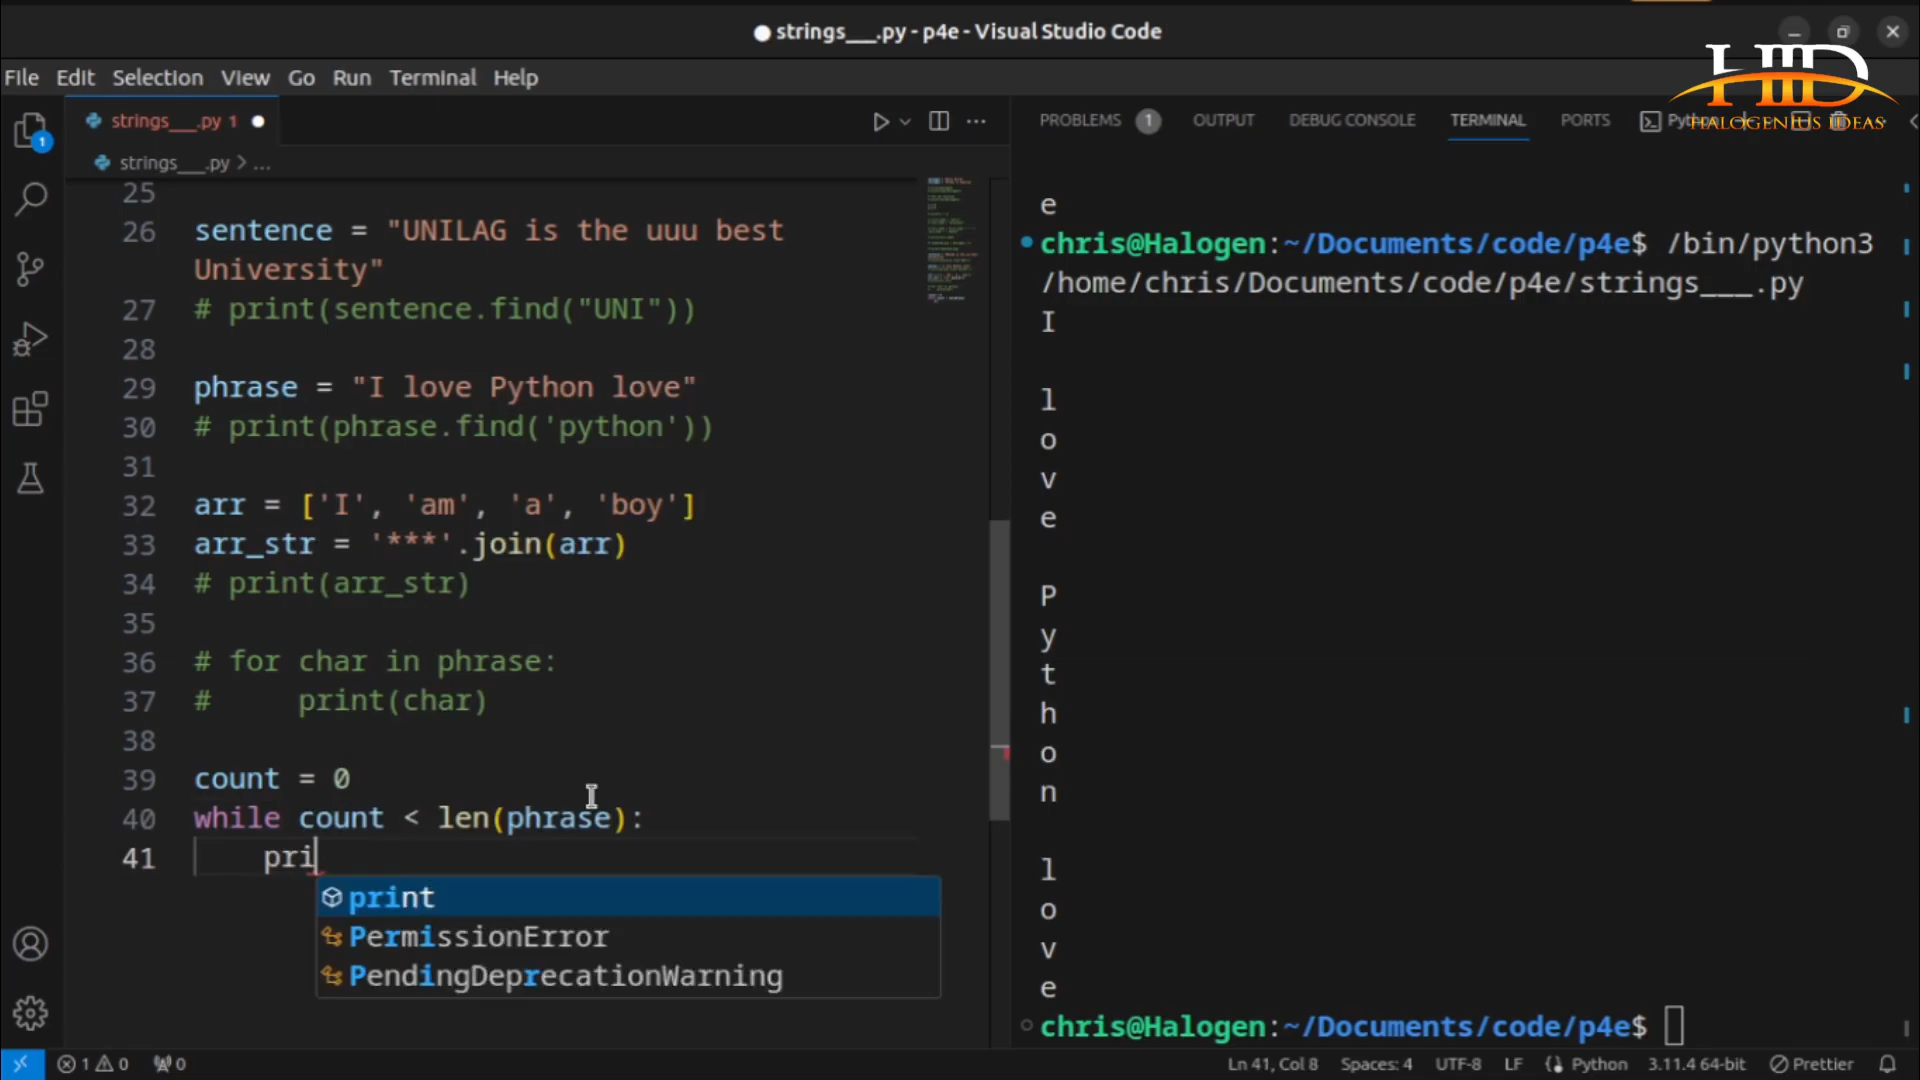 strings___.py - p4e - Visual Studio Code
File Edit Selection View Go Run Terminal Help
HID
HALOGENIUS IDEAS
strings___.py 1
strings___.py > ...
25
26 sentence = "UNILAG is the uuu best
University"
27 # print(sentence.find("UNI"))
28
29 phrase = "I love Python love"
30 # print(phrase.find('python'))
31
32 arr = ['I', 'am', 'a', 'boy']
33 arr_str = '***'.join(arr)
34 # print(arr_str)
35
36 # for char in phrase:
37 #     print(char)
38
39 count = 0
40 while count < len(phrase):
41     pri
print
PermissionError
PendingDeprecationWarning
PROBLEMS 1 OUTPUT DEBUG CONSOLE TERMINAL PORTS
e
chris@Halogen:~/Documents/code/p4e$ /bin/python3
/home/chris/Documents/code/p4e/strings___.py
I
l
o
v
e
P
y
t
h
o
n
l
o
v
e
chris@Halogen:~/Documents/code/p4e$
1
1 0 0 Ln 41, Col 8 Spaces: 4 UTF-8 LF Python 3.11.4 64-bit Prettier